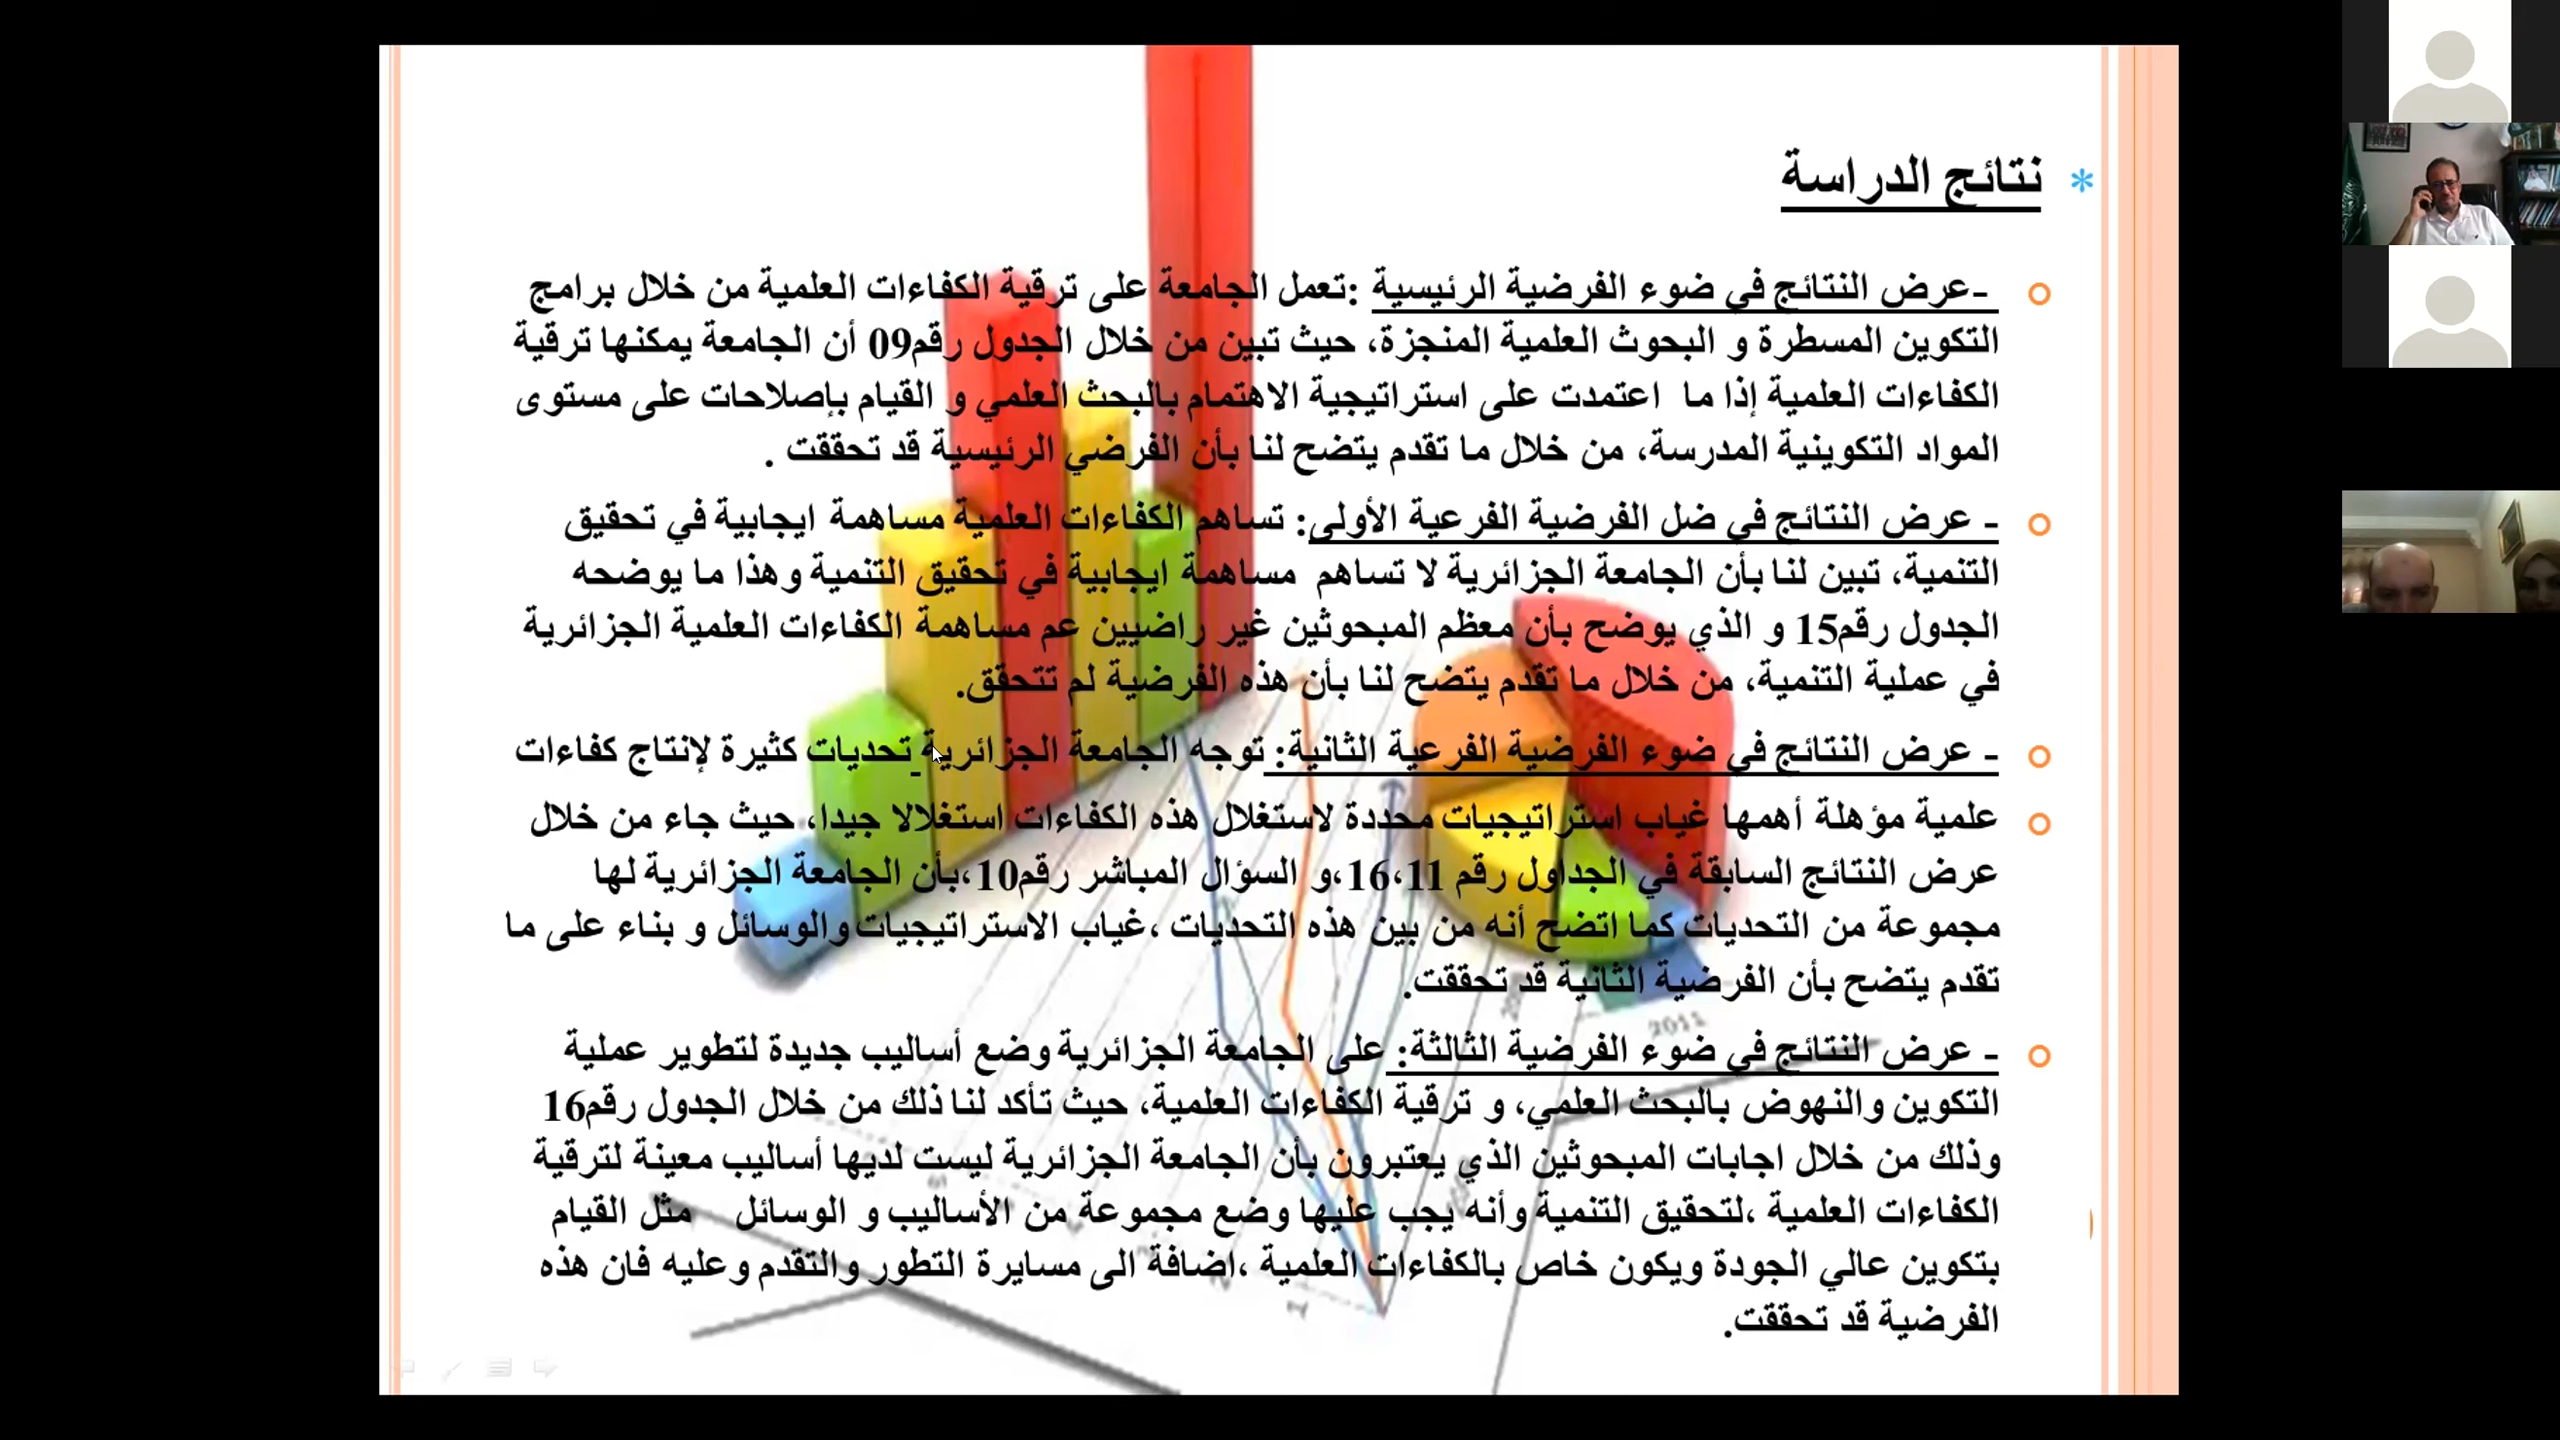 * نتائج الدراسة
-عرض النتائج في ضوء الفرضية الرئيسية :تعمل الجامعة على ترقية الكفاءات العلمية من خلال برامج
التكوين المسطرة و البحوث العلمية المنجزة، حيث تبين من خلال الجدول رقم09 أن الجامعة يمكنها ترقية
الكفاءات العلمية إذا ما اعتمدت على استراتيجية الاهتمام بالبحث العلمي و القيام بإصلاحات على مستوى
المواد التكوينية المدرسة، من خلال ما تقدم يتضح لنا بأن الفرضي الرئيسية قد تحققت .
- عرض النتائج في ضل الفرضية الفرعية الأولى: تساهم الكفاءات العلمية مساهمة ايجابية في تحقيق
التنمية، تبين لنا بأن الجامعة الجزائرية لا تساهم مساهمة ايجابية في تحقيق التنمية وهذا ما يوضحه
الجدول رقم15 و الذي يوضح بأن معظم المبحوثين غير راضيين عم مساهمة الكفاءات العلمية الجزائرية
في عملية التنمية، من خلال ما تقدم يتضح لنا بأن هذه الفرضية لم تتحقق.
- عرض النتائج في ضوء الفرضية الفرعية الثانية: توجه الجامعة الجزائرية تحديات كثيرة لإنتاج كفاءات
علمية مؤهلة أهمها غياب استراتيجيات محددة لاستغلال هذه الكفاءات استغلالا جيدا، حيث جاء من خلال
عرض النتائج السابقة في الجداول رقم 11،16،و السؤال المباشر رقم10،بأن الجامعة الجزائرية لها
مجموعة من التحديات كما اتضح أنه من بين هذه التحديات ،غياب الاستراتيجيات والوسائل و بناء على ما
تقدم يتضح بأن الفرضية الثانية قد تحققت.
- عرض النتائج في ضوء الفرضية الثالثة: على الجامعة الجزائرية وضع أساليب جديدة لتطوير عملية
التكوين والنهوض بالبحث العلمي، و ترقية الكفاءات العلمية، حيث تأكد لنا ذلك من خلال الجدول رقم16
وذلك من خلال اجابات المبحوثين الذي يعتبرون بأن الجامعة الجزائرية ليست لديها أساليب معينة لترقية
الكفاءات العلمية ،لتحقيق التنمية وأنه يجب عليها وضع مجموعة من الأساليب و الوسائل مثل القيام
بتكوين عالي الجودة ويكون خاص بالكفاءات العلمية ،اضافة الى مسايرة التطور والتقدم وعليه فان هذه
الفرضية قد تحققت.
2011